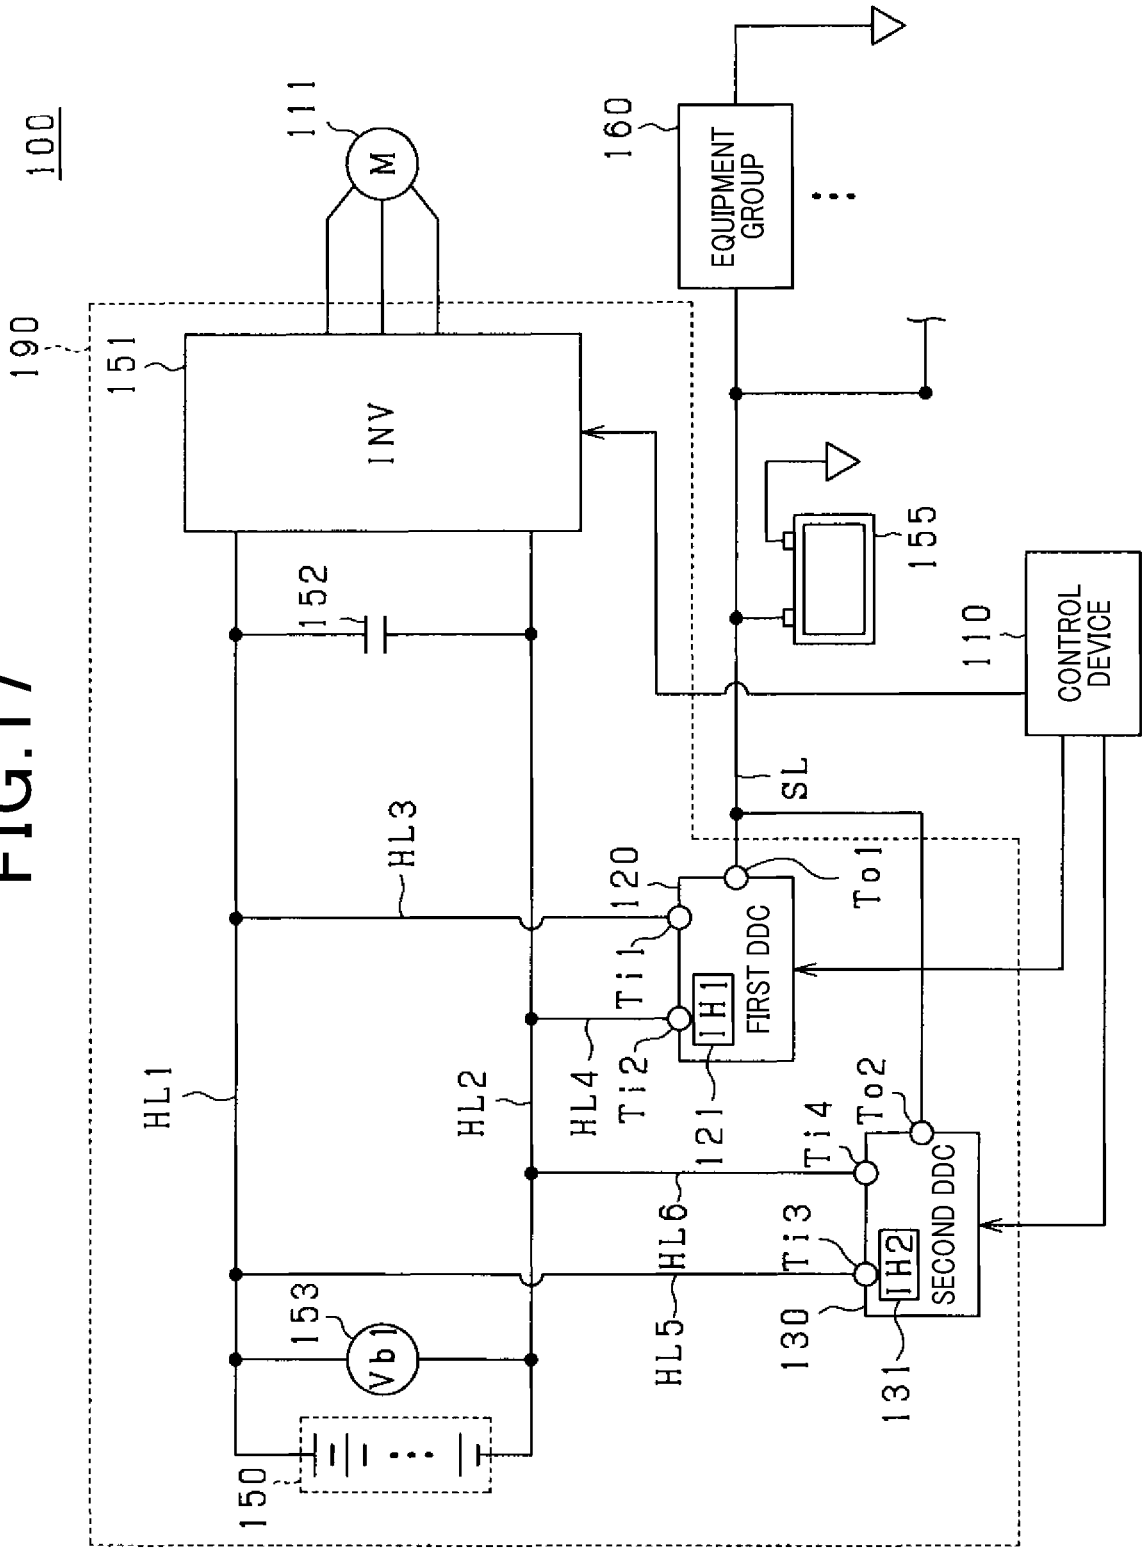 FIG.17
100
190
151
INV
111
M
152
HL1
HL3
HL2
HL4
HL5
HL6
150
153
Vb1
120
Ti1
Ti2
IH1
FIRST DDC
121
To1
SL
130
Ti3
Ti4
IH2
SECOND DDC
131
To2
155
160
EQUIPMENT
GROUP
110
CONTROL
DEVICE